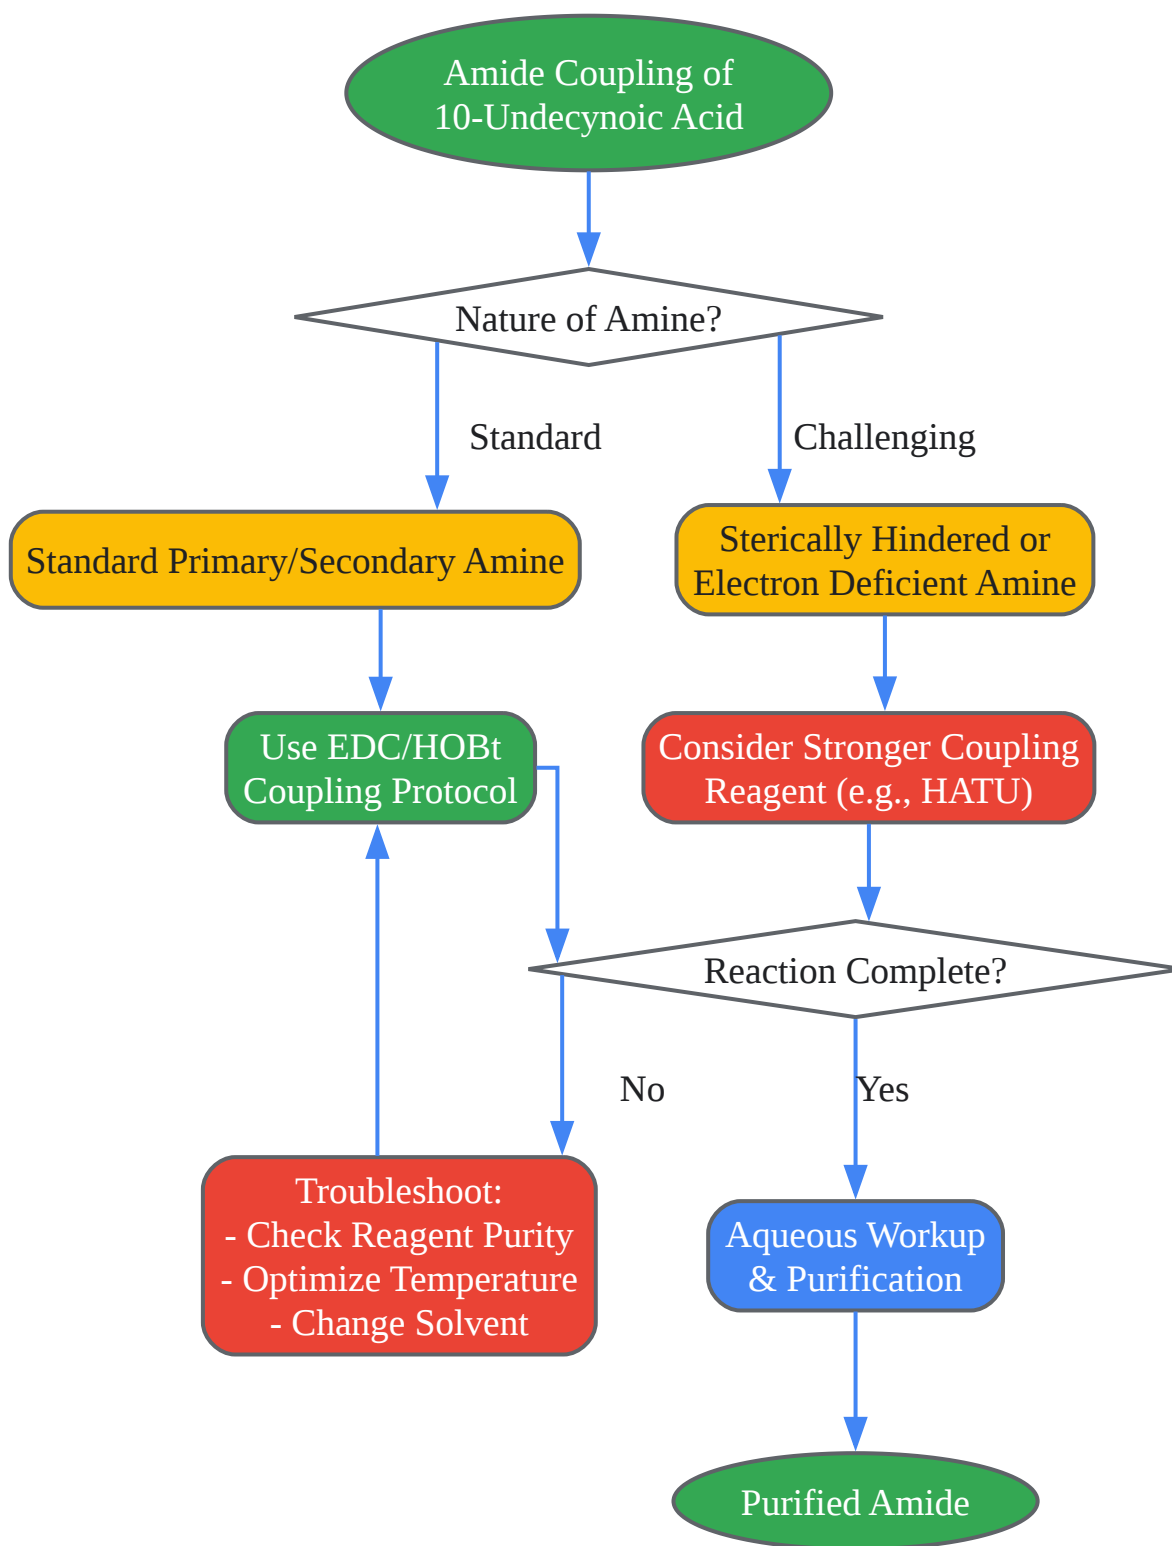 Amide Coupling of
10-Undecynoic Acid
Nature of Amine?
Standard
Challenging
Standard Primary/Secondary Amine
Sterically Hindered or
Electron Deficient Amine
Use EDC/HOBt
Coupling Protocol
Consider Stronger Coupling
Reagent (e.g., HATU)
Reaction Complete?
No
Yes
Troubleshoot:
- Check Reagent Purity
- Optimize Temperature
- Change Solvent
Aqueous Workup
& Purification
Purified Amide